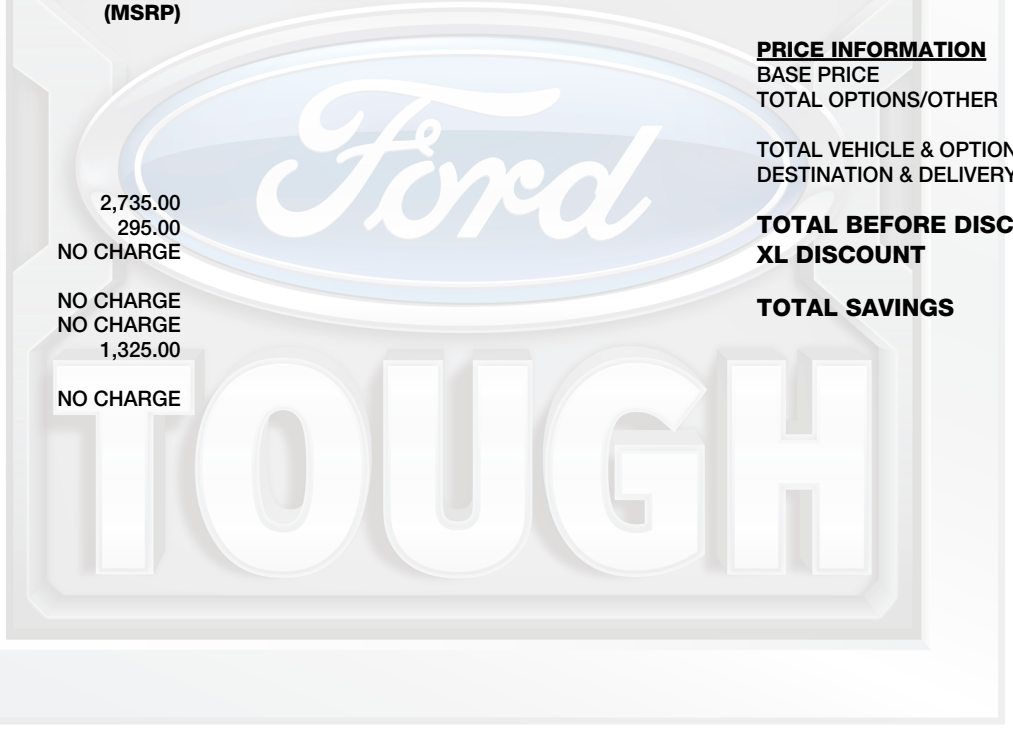 (MSRP)
2,735.00
295.00
NO CHARGE
NO CHARGE
NO CHARGE
1,325.00
NO CHARGE
PRICE INFORMATION
BASE PRICE
TOTAL OPTIONS/OTHER
TOTAL VEHICLE & OPTION
DESTINATION & DELIVERY
TOTAL BEFORE DISC
XL DISCOUNT
TOTAL SAVINGS
Ford
TOUGH